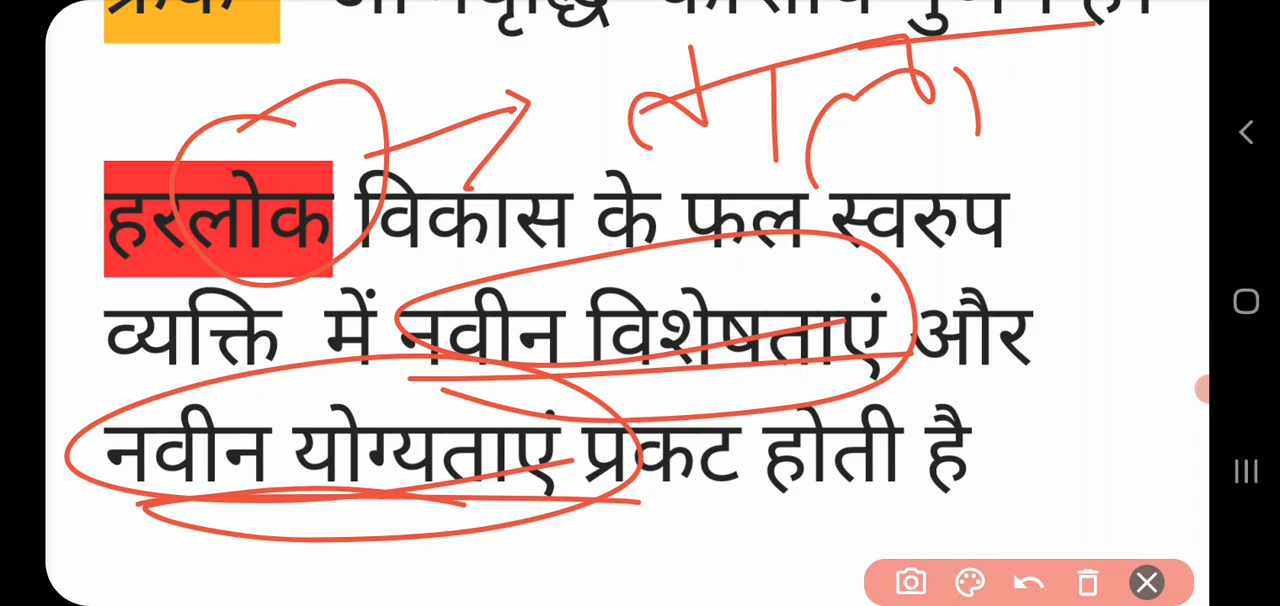 हरलोक विकास के फल स्वरुप
व्यक्ति में नवीन विशेषताएं और
नवीन योग्यताएं प्रकट होती है